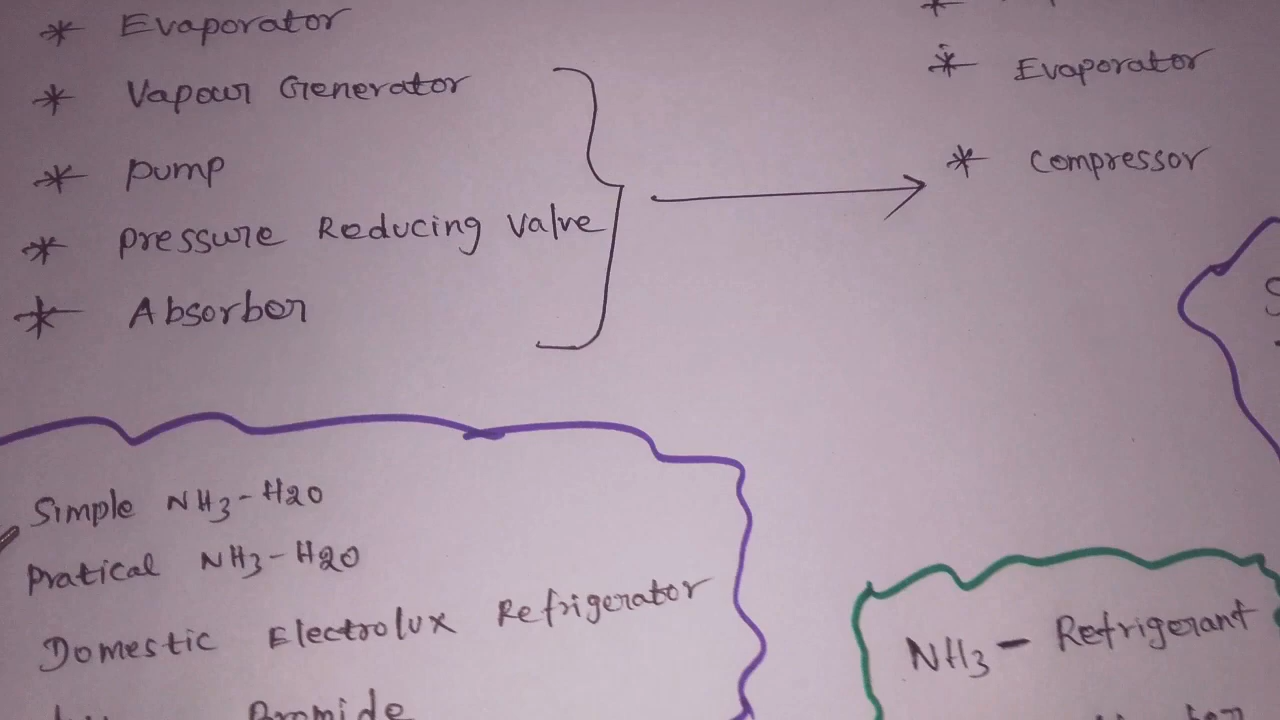 * Evaporator
* Vapour Generator
* Pump
* Pressure Reducing Valve
* Absorber
*
* Evaporator
* Compressor
Simple NH3-H2O
Pratical NH3-H2O
Domestic Electrolux Refrigerator
Bromide
NH3 - Refrigerant